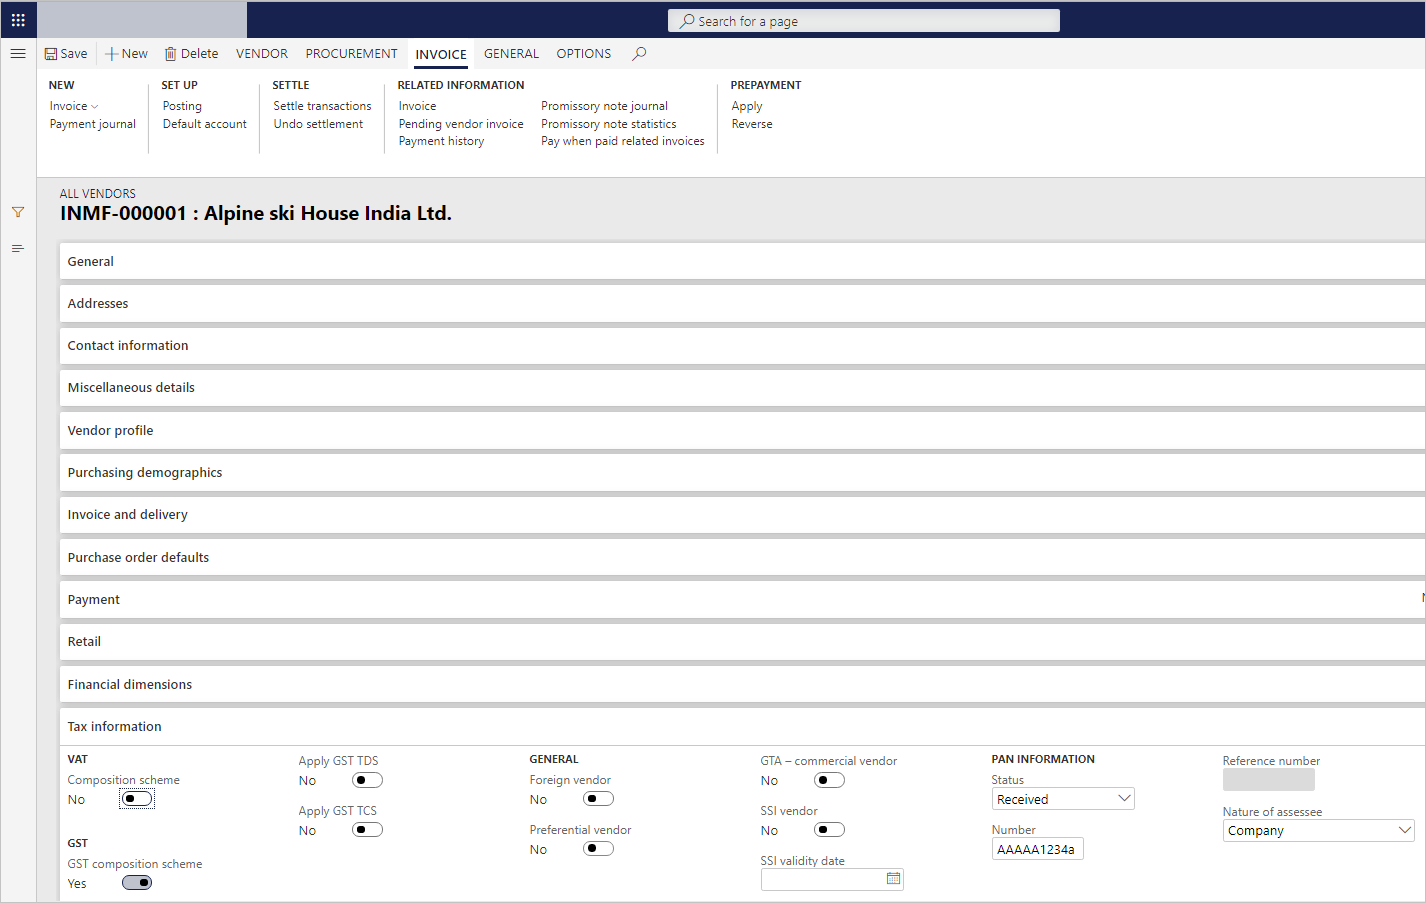 Search for a page
Save New Delete VENDOR PROCUREMENT INVOICE GENERAL OPTIONS
NEW
Invoice
Payment journal
SET UP
Posting
Default account
SETTLE
Settle transactions
Undo settlement
RELATED INFORMATION
Invoice
Pending vendor invoice
Payment history
Promissory note journal
Promissory note statistics
Pay when paid related invoices
PREPAYMENT
Apply
Reverse
ALL VENDORS
INMF-000001 : Alpine ski House India Ltd.
General
Addresses
Contact information
Miscellaneous details
Vendor profile
Purchasing demographics
Invoice and delivery
Purchase order defaults
Payment
Retail
Financial dimensions
Tax information
VAT
Composition scheme
No
GST
GST composition scheme
Yes
Apply GST TDS
No
Apply GST TCS
No
GENERAL
Foreign vendor
No
Preferential vendor
No
GTA – commercial vendor
No
SSI vendor
No
SSI validity date
PAN INFORMATION
Status
Received
Number
AAAAA1234a
Reference number
Nature of assessee
Company